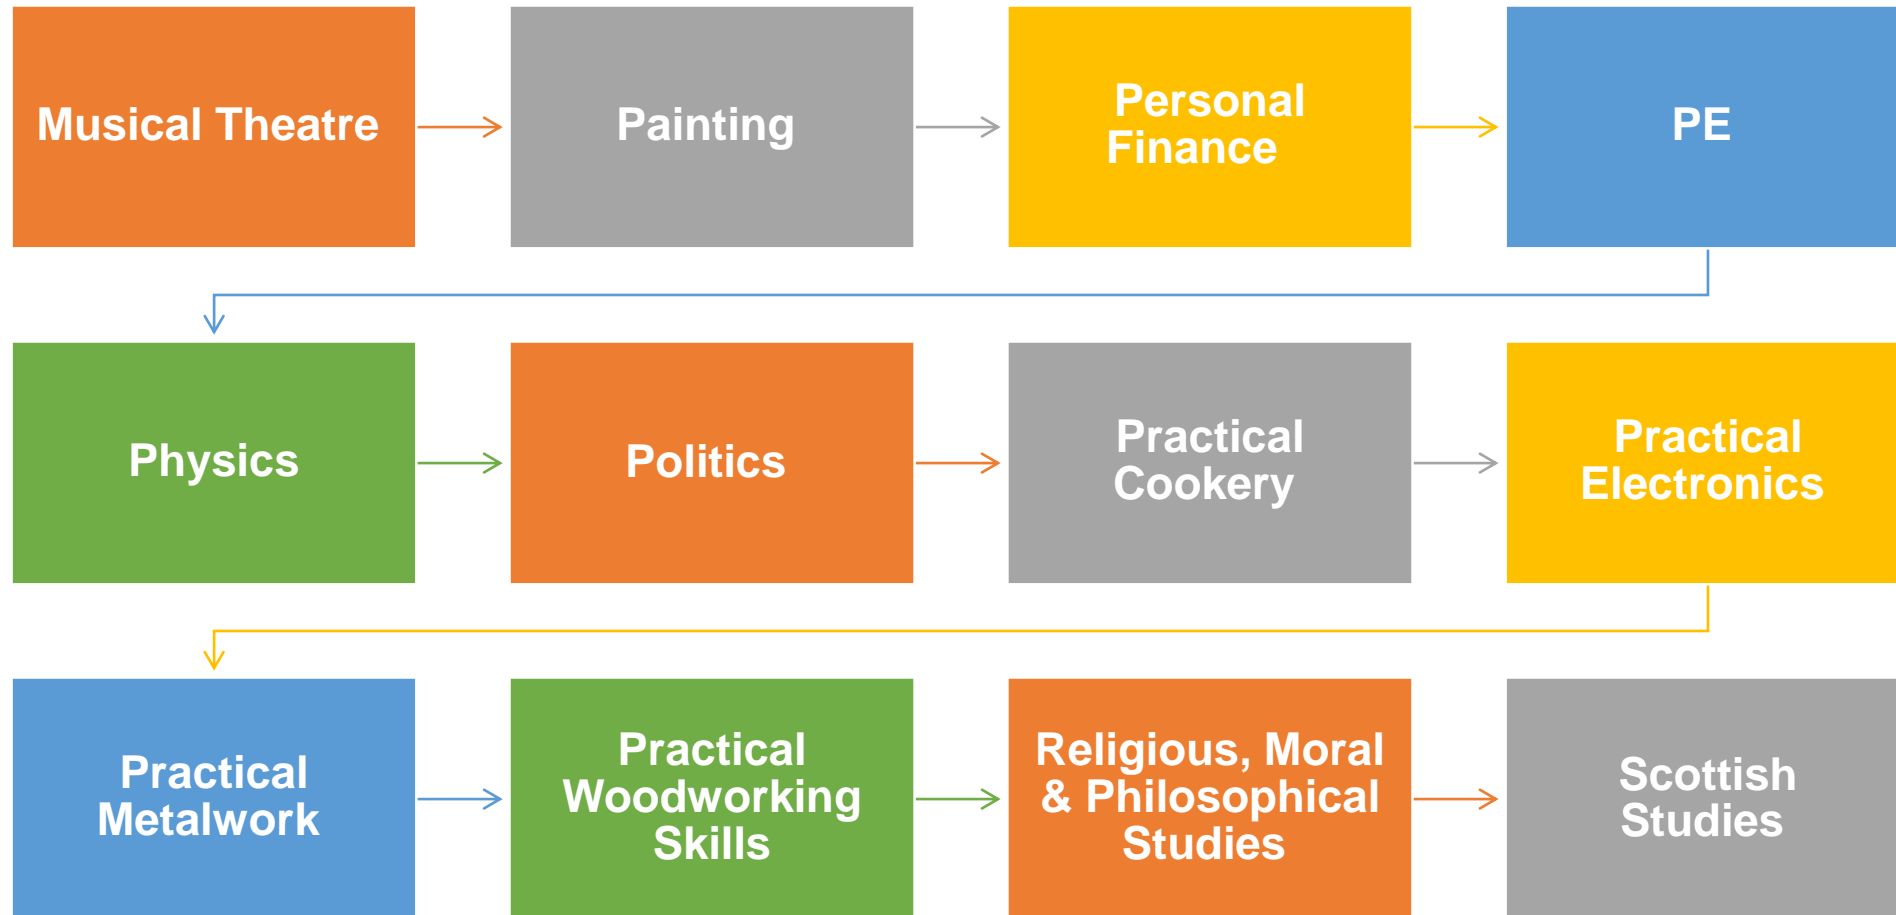 Musical Theatre
Painting
Personal
Finance
PE
Physics
Politics
Practical
Cookery
Practical
Electronics
Practical
Metalwork
Practical
Woodworking
Skills
Religious, Moral
& Philosophical
Studies
Scottish
Studies